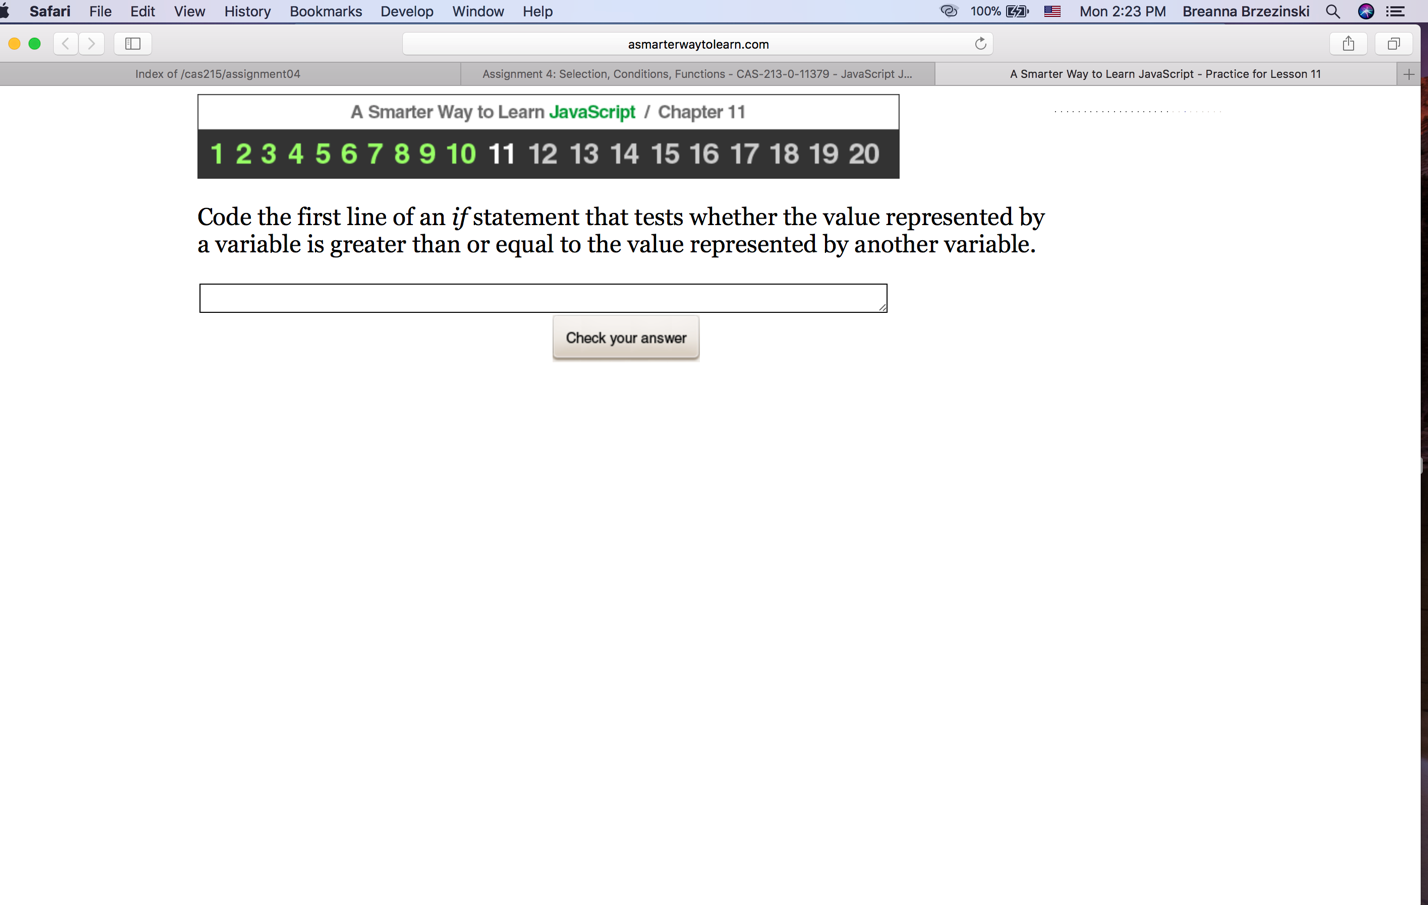 Safari File Edit View History Bookmarks Develop Window Help 100% Mon 2:23 PM Breanna Brzezinski
asmarterwaytolearn.com
Index of /cas215/assignment04 Assignment 4: Selection, Conditions, Functions - CAS-213-0-11379 - JavaScript J... A Smarter Way to Learn JavaScript - Practice for Lesson 11
A Smarter Way to Learn JavaScript / Chapter 11
1 2 3 4 5 6 7 8 9 10 11 12 13 14 15 16 17 18 19 20
Code the first line of an if statement that tests whether the value represented by
a variable is greater than or equal to the value represented by another variable.
Check your answer